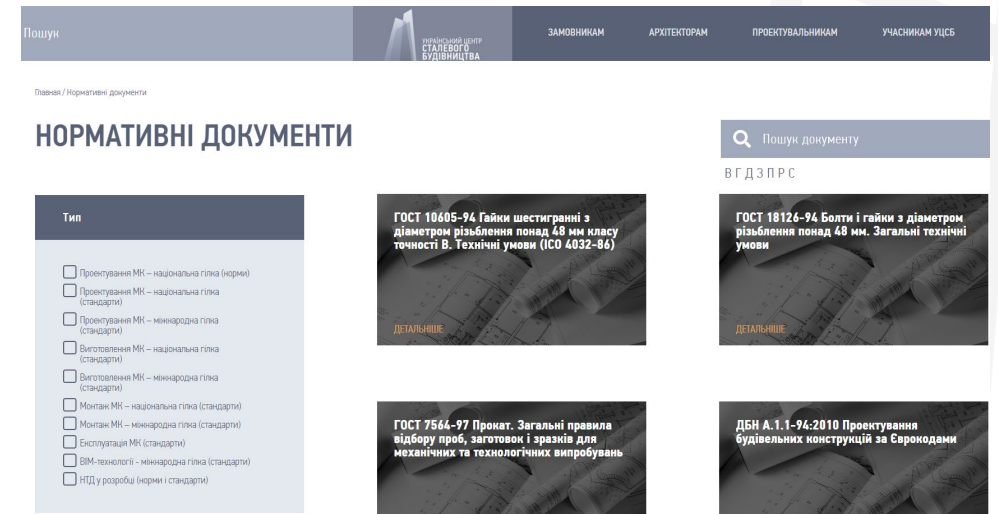 Пошук
УКРАЇНСЬКИЙ ЦЕНТР
СТАЛЕВОГО
БУДІВНИЦТВА
ЗАМОВНИКАМ
АРХІТЕКТОРАМ
ПРОЕКТУВАЛЬНИКАМ
УЧАСНИКАМ УЦСБ
Главная / Нормативні документи
НОРМАТИВНІ ДОКУМЕНТИ
Пошук документу
В Г Д З П Р С
Тип
Проектування МК – національна гілка (норми)
Проектування МК – національна гілка
(стандарти)
Проектування МК – міжнародна гілка
(стандарти)
Виготовлення МК – національна гілка
(стандарти)
Виготовлення МК – міжнародна гілка
(стандарти)
Монтаж МК – національна гілка (стандарти)
Монтаж МК – міжнародна гілка (стандарти)
Експлуатація МК (стандарти)
BIM-технології - міжнародна гілка (стандарти)
НТД у розробці (норми і стандарти)
ГОСТ 10605-94 Гайки шестигранні з
діаметром різьблення понад 48 мм класу
точності В. Технічні умови (ІСО 4032-86)
ДЕТАЛЬНІШЕ
ГОСТ 18126-94 Болти і гайки з діаметром
різьблення понад 48 мм. Загальні технічні
умови
ДЕТАЛЬНІШЕ
ГОСТ 7564-97 Прокат. Загальні правила
відбору проб, заготовок і зразків для
механічних та технологічних випробувань
ДБН А.1.1-94:2010 Проектування
будівельних конструкцій за Єврокодами